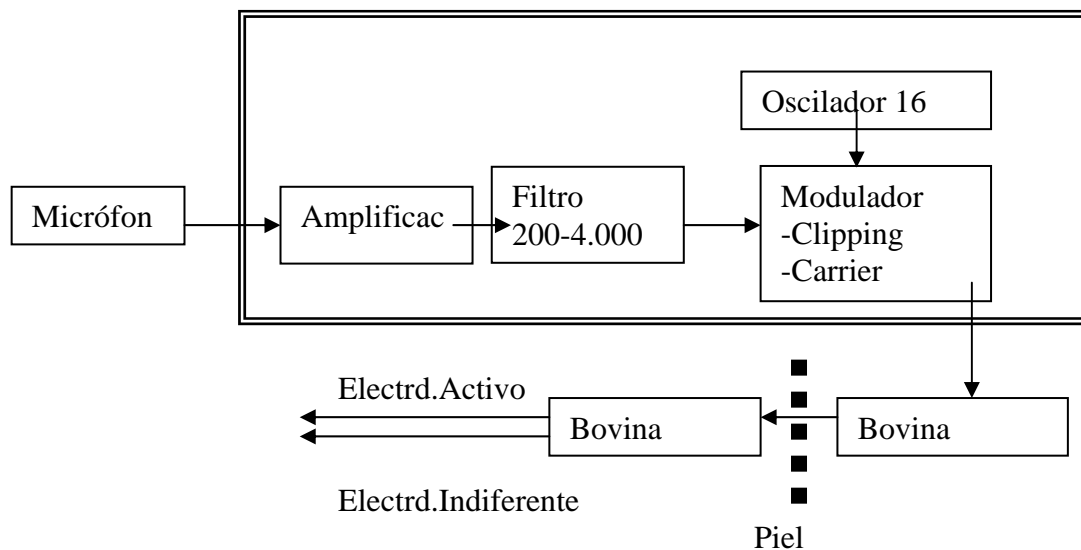 Oscilador 16
Micrófon
Amplificac
Filtro
200-4.000
Modulador
-Clipping
-Carrier
Electrd.Activo
Bovina
Bovina
Electrd.Indiferente
Piel